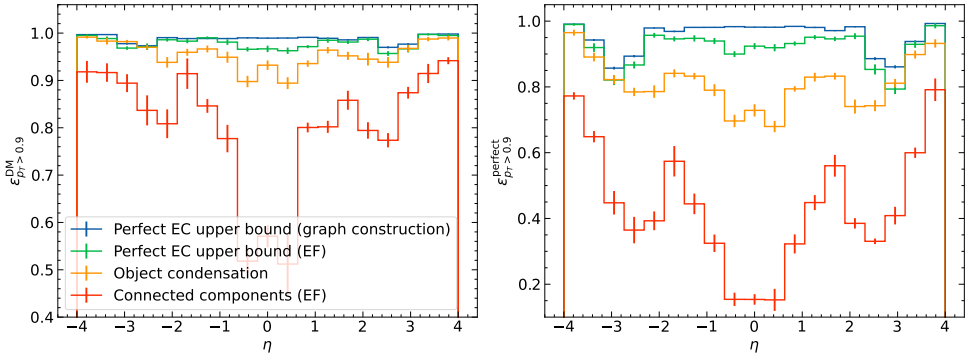 1.0
0.9
0.8
0.7
0.6
0.5
0.4
ε^DM_{p_T > 0.9}
Perfect EC upper bound (graph construction)
Perfect EC upper bound (EF)
Object condensation
Connected components (EF)
−4 −3 −2 −1 0 1 2 3 4
η
1.0
0.8
0.6
0.4
0.2
ε^perfect_{p_T > 0.9}
−4 −3 −2 −1 0 1 2 3 4
η